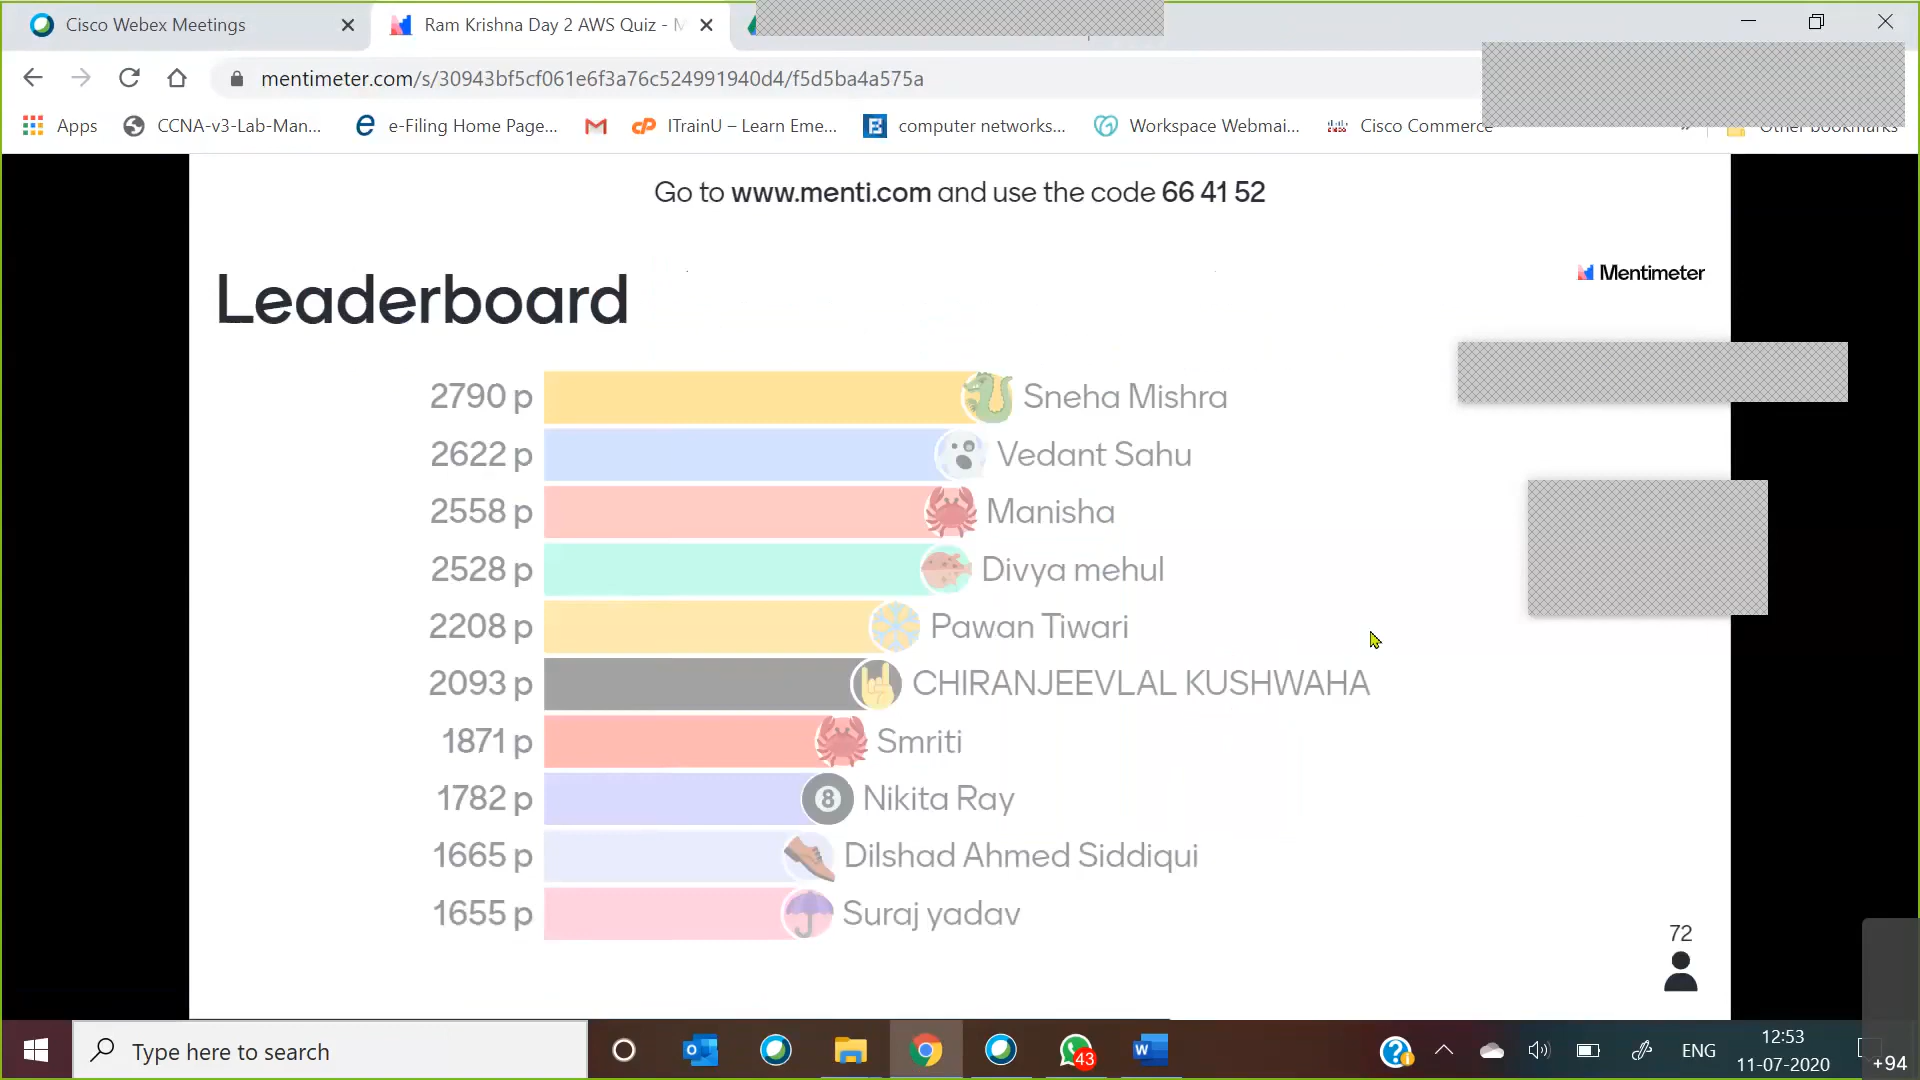 Cisco Webex Meetings
Ram Krishna Day 2 AWS Quiz - M
mentimeter.com/s/30943bf5cf061e6f3a76c524991940d4/f5d5ba4a575a
Apps
CCNA-v3-Lab-Man...
e-Filing Home Page...
ITrainU – Learn Eme...
computer networks...
Workspace Webmai...
Cisco Commerce
Other bookmarks
Go to www.menti.com and use the code 66 41 52
Mentimeter
Leaderboard
2790 p Sneha Mishra
2622 p Vedant Sahu
2558 p Manisha
2528 p Divya mehul
2208 p Pawan Tiwari
2093 p CHIRANJEEVLAL KUSHWAHA
1871 p Smriti
1782 p 8 Nikita Ray
1665 p Dilshad Ahmed Siddiqui
1655 p Suraj yadav
72
Type here to search
43
ENG
12:53
11-07-2020
+94